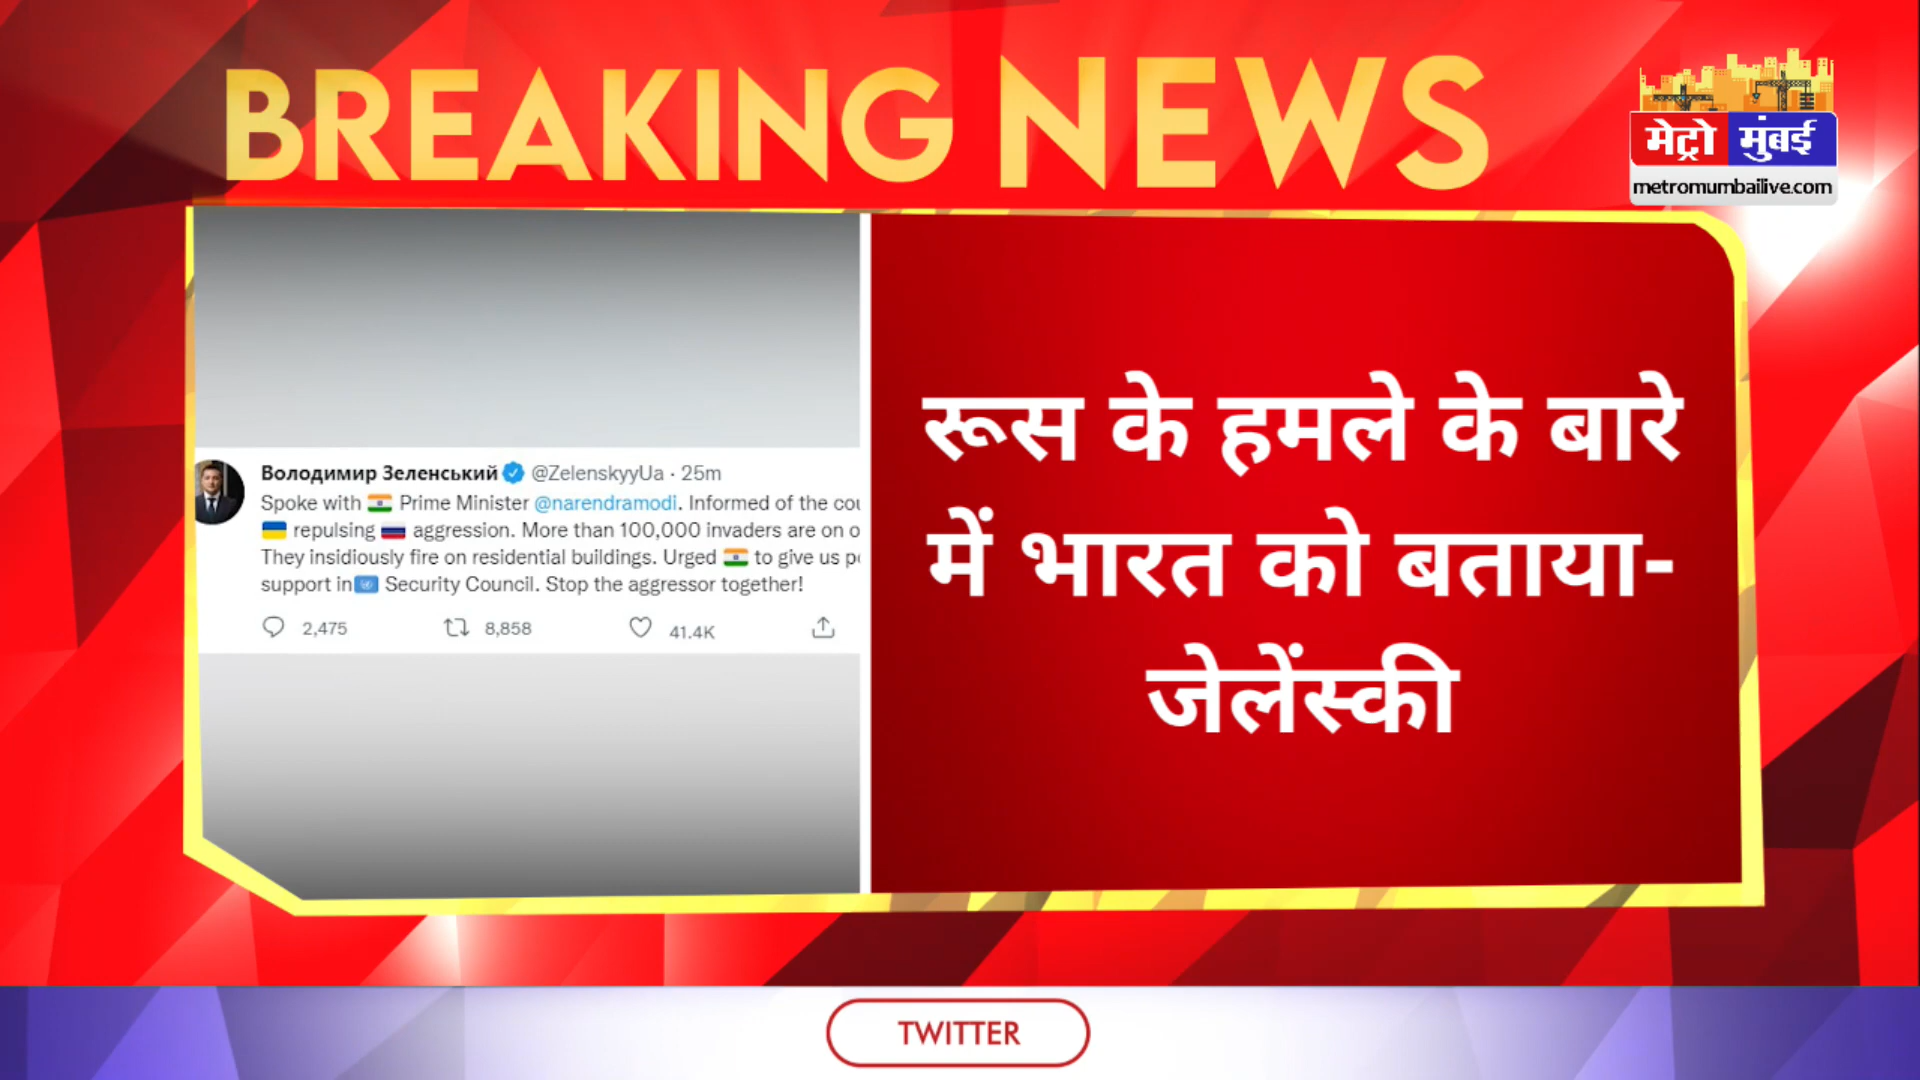 BREAKING NEWS
मेट्रो मुंबई
metromumbailive.com
Володимир Зеленський @ZelenskyyUa · 25m
Spoke with 🇮🇳 Prime Minister @narendramodi. Informed of the
🇺🇦 repulsing 🇷🇺 aggression. More than 100,000 invaders are on
They insidiously fire on residential buildings. Urged 🇮🇳 to give us
support in🇺🇳 Security Council. Stop the aggressor together!
2,475 8,858 41.4K
रूस के हमले के बारे
में भारत को बताया-
जेलेंस्की
TWITTER